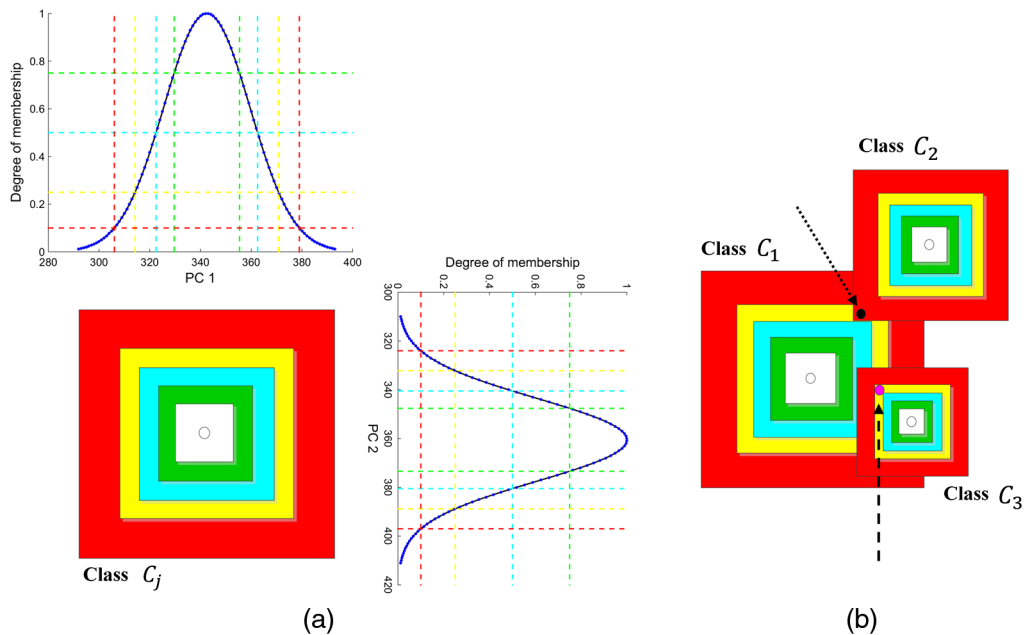 1
0.8
0.6
0.4
0.2
0
Degree of membership
280 300 320 340 360 380 400
PC 1
Degree of membership
0 0.2 0.4 0.6 0.8 1
300
320
340
360
380
400
420
PC 2
Class C_j
(a)
Class C_2
Class C_1
Class C_3
(b)